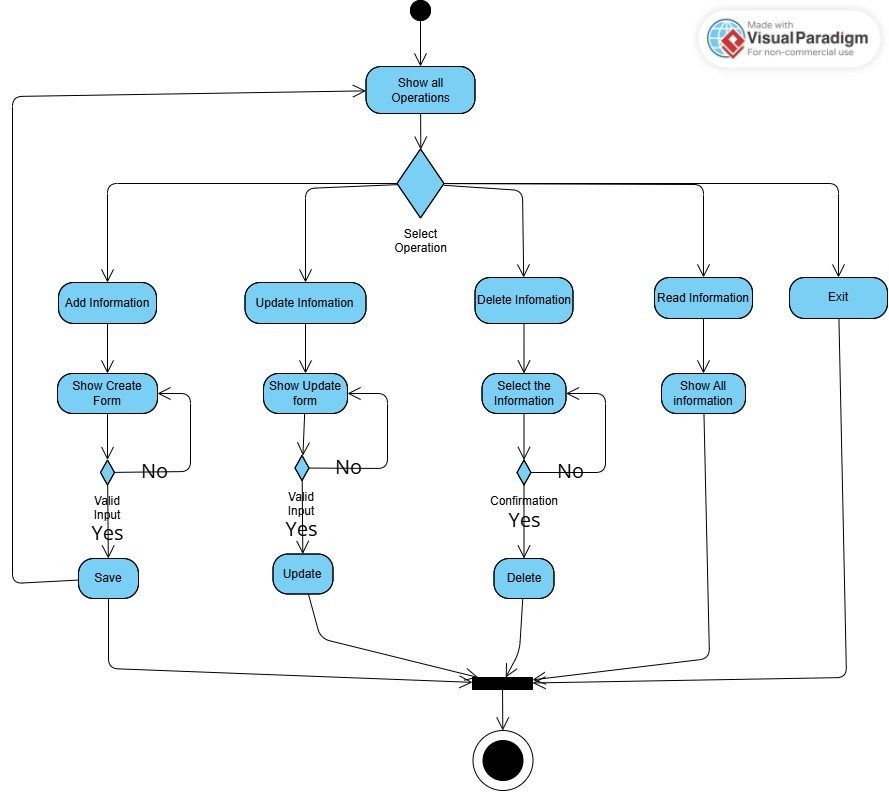 Made with
VisualParadigm
For non-commercial use
Show all
Operations
Select
Operation
Add Information
Update Infomation
Delete Infomation
Read Information
Exit
Show Create
Form
Show Update
form
Select the
Information
Show All
information
No
No
No
Valid
Input
Yes
Valid
Input
Yes
Confirmation
Yes
Save
Update
Delete